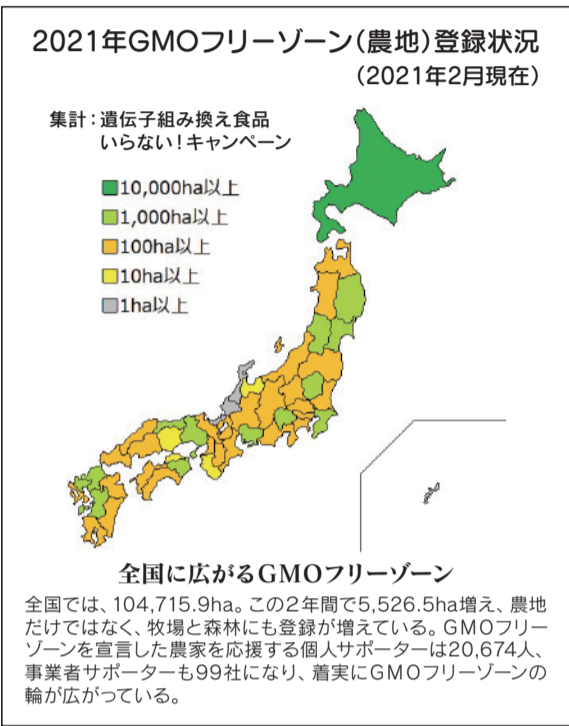 2021年GMOフリーゾーン（農地）登録状況
（2021年2月現在）
集計：遺伝子組み換え食品
いらない！キャンペーン
10,000ha以上
1,000ha以上
100ha以上
10ha以上
1ha以上
全国に広がるGMOフリーゾーン
全国では、104,715.9ha。この2年間で5,526.5ha増え、農地
だけではなく、牧場と森林にも登録が増えている。GMOフリー
ゾーンを宣言した農家を応援する個人サポーターは20,674人、
事業者サポーターも99社になり、着実にGMOフリーゾーンの
輪が広がっている。